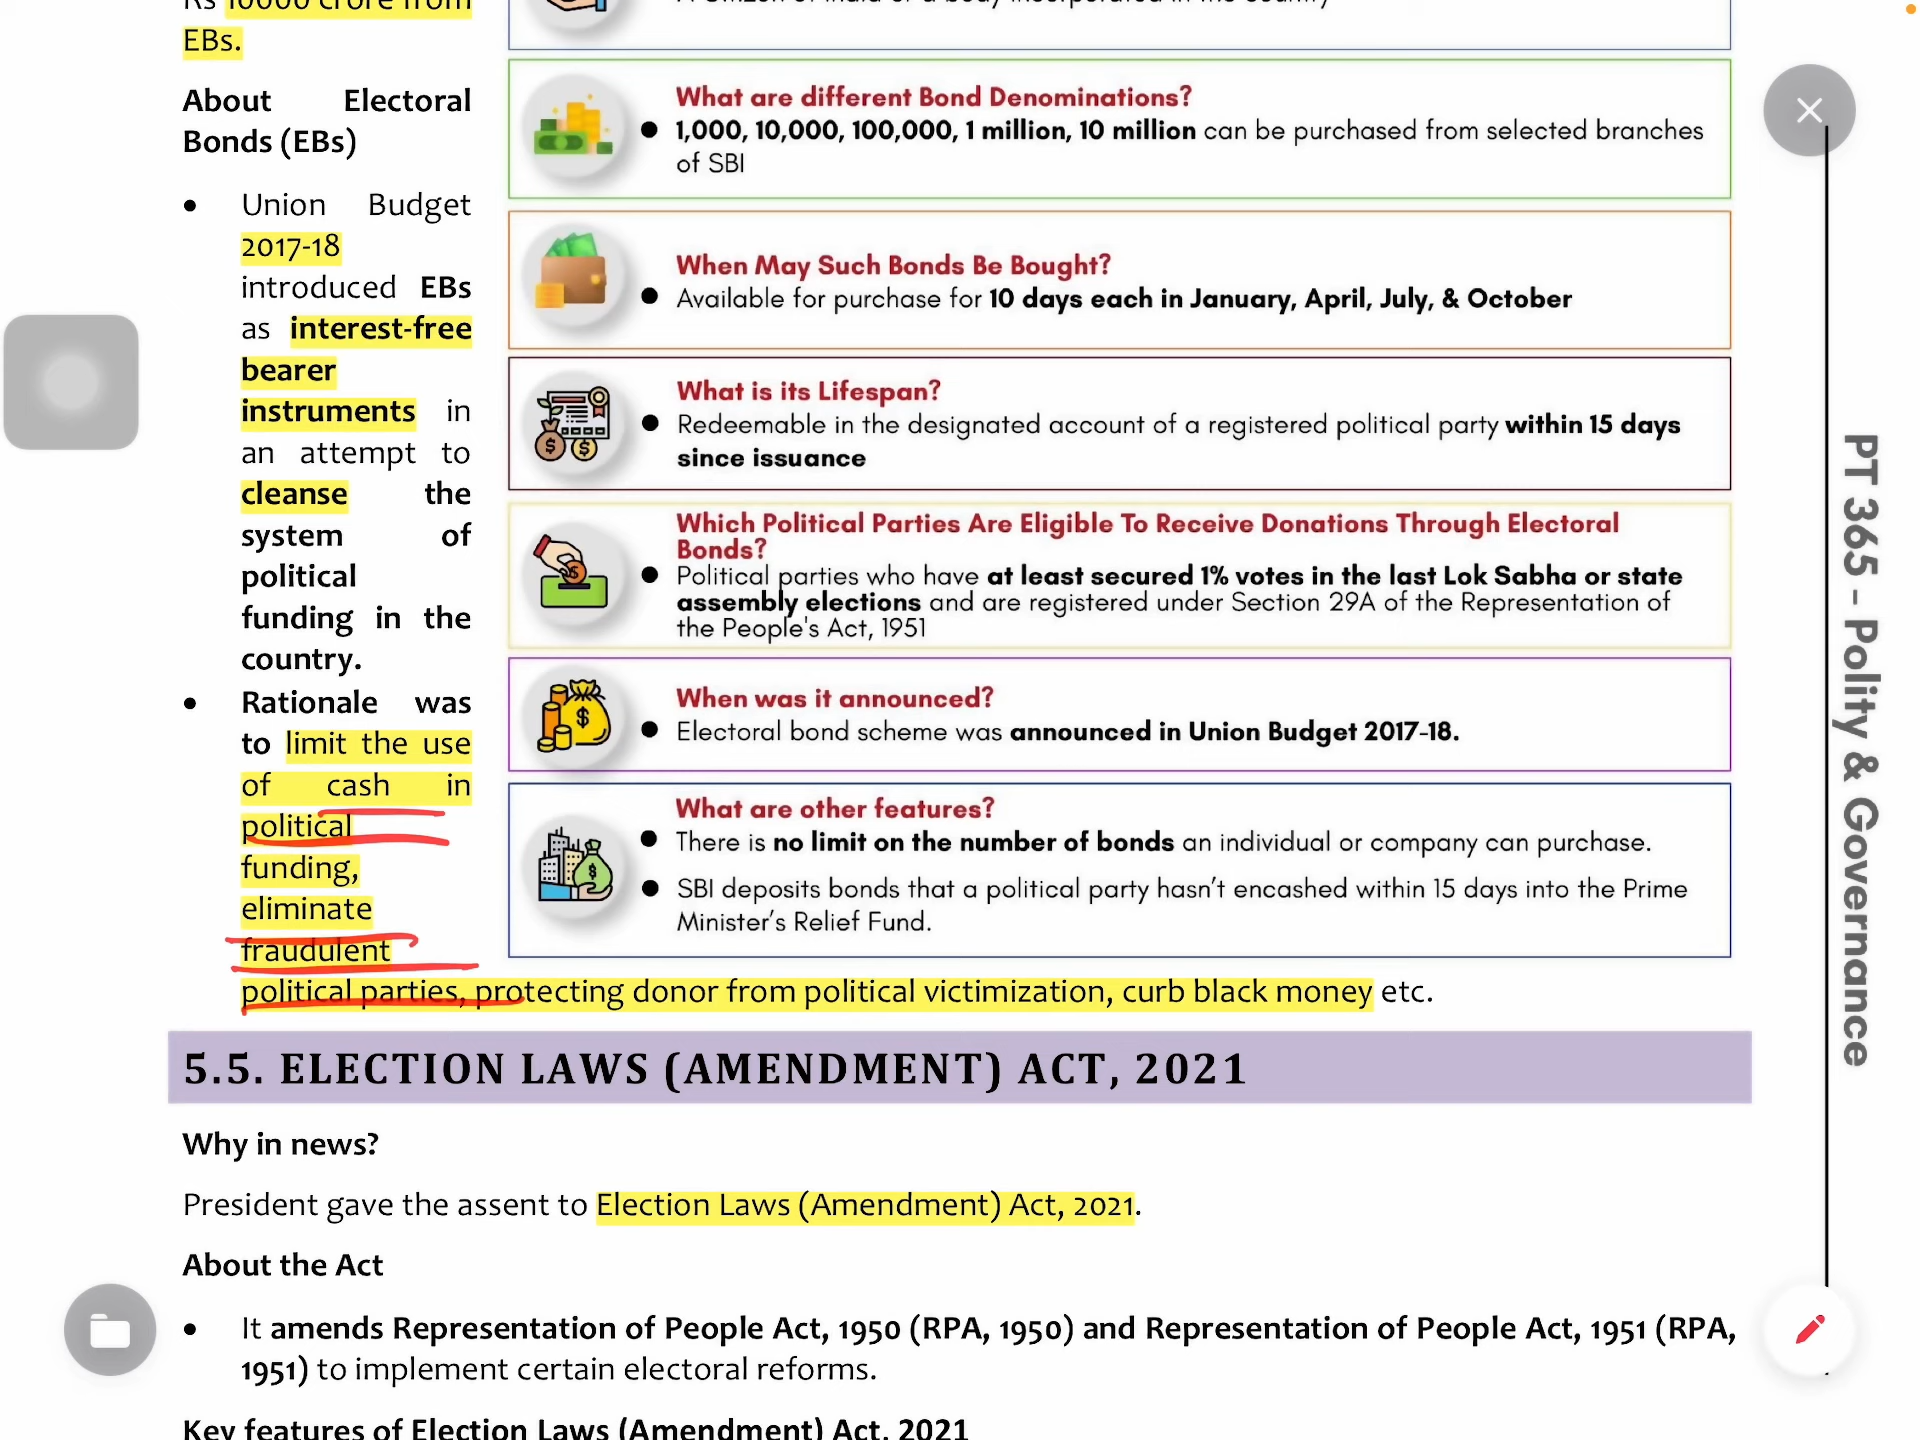 Rs 10000 crore from
EBs.
About Electoral
Bonds (EBs)
• Union Budget
2017-18
introduced EBs
as interest-free
bearer
instruments in
an attempt to
cleanse the
system of
political
funding in the
country.
• Rationale was
to limit the use
of cash in
political
funding,
eliminate
fraudulent
political parties, protecting donor from political victimization, curb black money etc.
A Citizen of India or a body incorporated in the country
What are different Bond Denominations?
● 1,000, 10,000, 100,000, 1 million, 10 million can be purchased from selected branches
of SBI
When May Such Bonds Be Bought?
● Available for purchase for 10 days each in January, April, July, & October
What is its Lifespan?
● Redeemable in the designated account of a registered political party within 15 days
since issuance
Which Political Parties Are Eligible To Receive Donations Through Electoral
Bonds?
● Political parties who have at least secured 1% votes in the last Lok Sabha or state
assembly elections and are registered under Section 29A of the Representation of
the People's Act, 1951
When was it announced?
● Electoral bond scheme was announced in Union Budget 2017-18.
What are other features?
● There is no limit on the number of bonds an individual or company can purchase.
● SBI deposits bonds that a political party hasn't encashed within 15 days into the Prime
Minister's Relief Fund.
5.5. ELECTION LAWS (AMENDMENT) ACT, 2021
Why in news?
President gave the assent to Election Laws (Amendment) Act, 2021.
About the Act
• It amends Representation of People Act, 1950 (RPA, 1950) and Representation of People Act, 1951 (RPA,
1951) to implement certain electoral reforms.
Key features of Election Laws (Amendment) Act, 2021
PT 365 - Polity & Governance